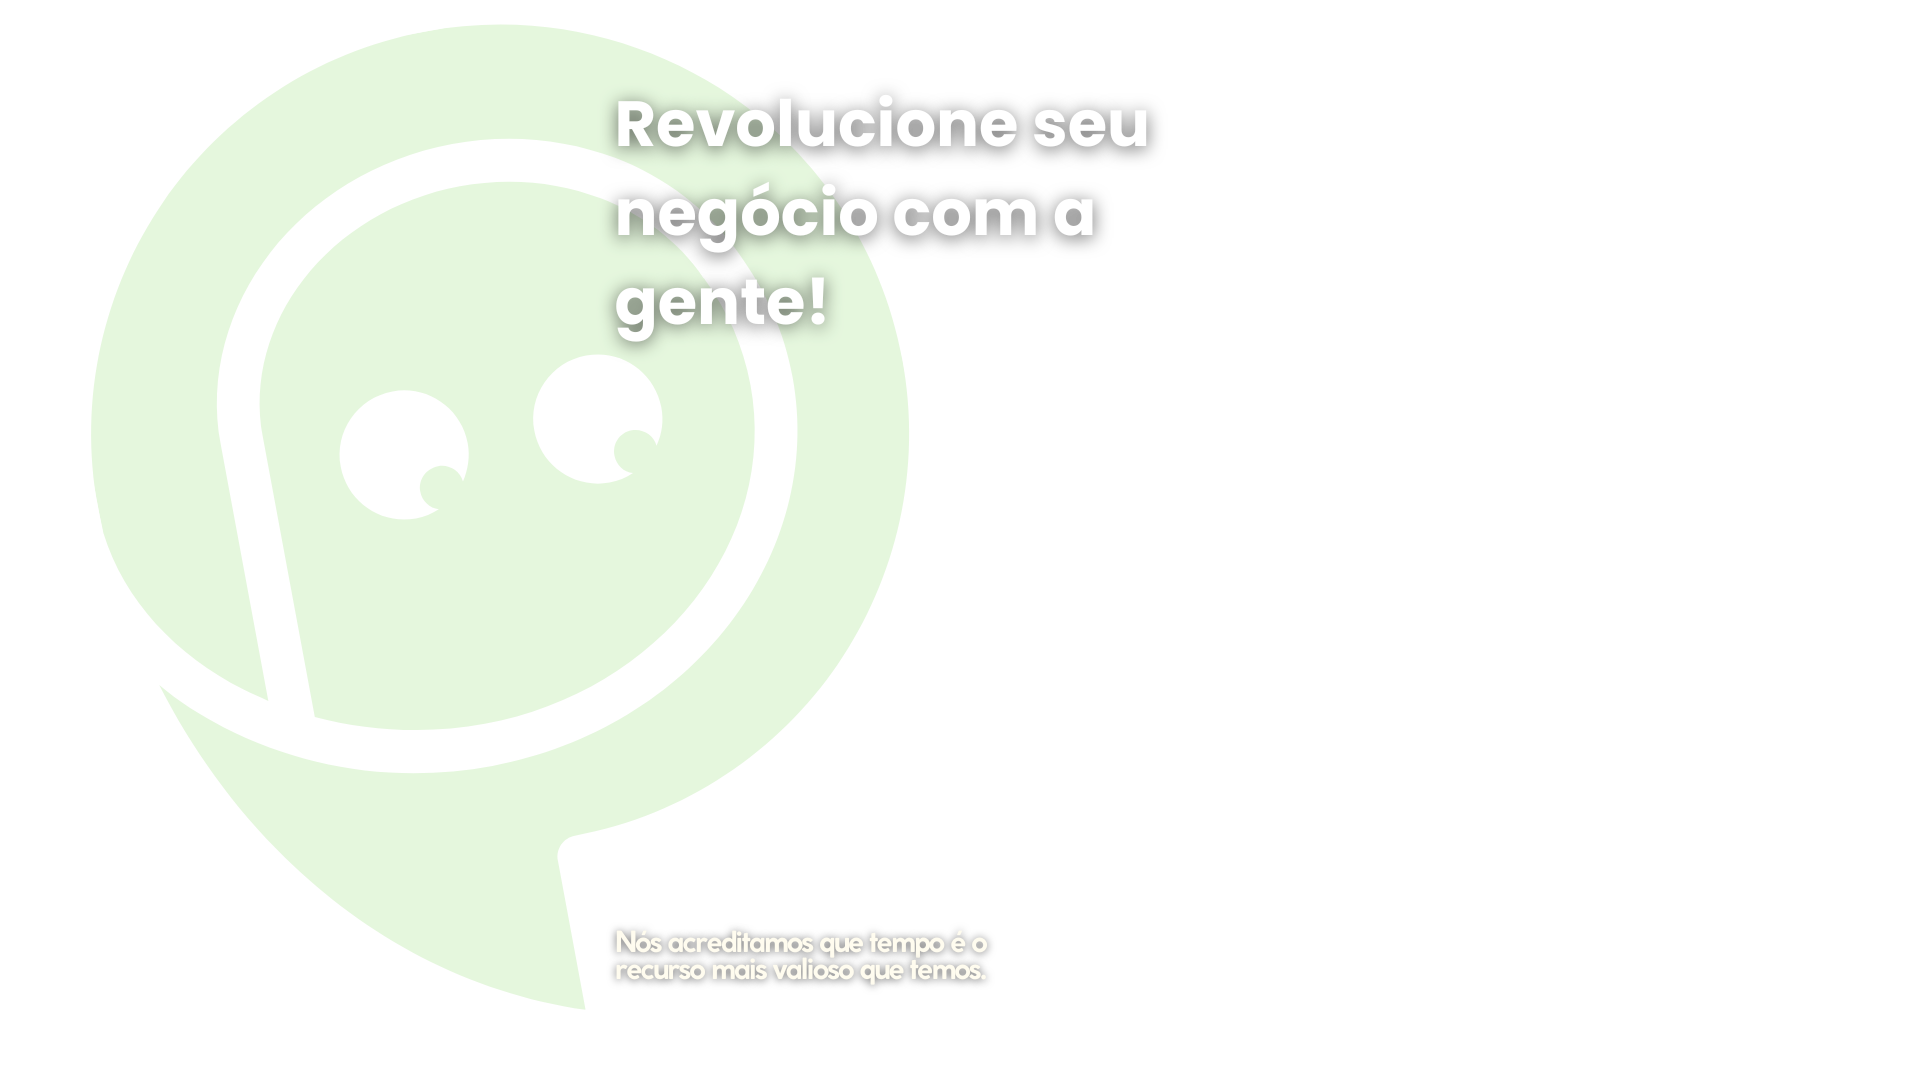 Revolucione seu
negócio com a
gente!
Nós acreditamos que tempo é o
recurso mais valioso que temos.